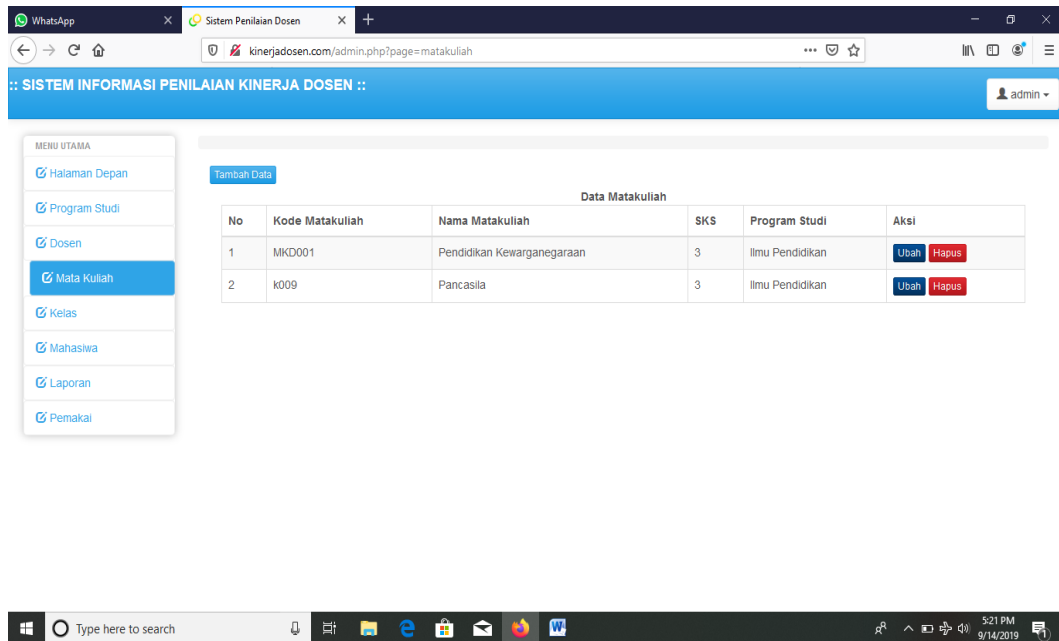 WhatsApp
Sistem Penilaian Dosen
kinerjadosen.com/admin.php?page=matakuliah
:: SISTEM INFORMASI PENILAIAN KINERJA DOSEN ::
admin
MENU UTAMA
Halaman Depan
Program Studi
Dosen
Mata Kuliah
Kelas
Mahasiwa
Laporan
Pemakai
Tambah Data
Data Matakuliah
No Kode Matakuliah Nama Matakuliah SKS Program Studi Aksi
1 MKD001 Pendidikan Kewarganegaraan 3 Ilmu Pendidikan Ubah Hapus
2 k009 Pancasila 3 Ilmu Pendidikan Ubah Hapus
Type here to search
5:21 PM
9/14/2019